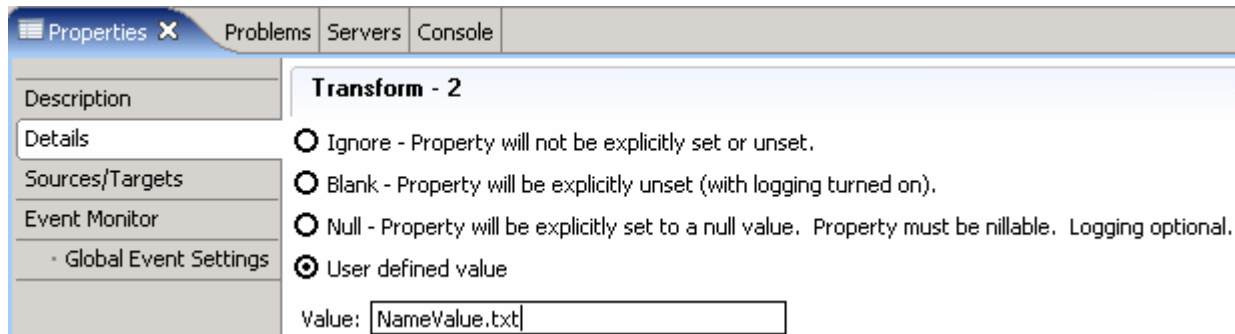 Properties Problems Servers Console
Description
Details
Sources/Targets
Event Monitor
· Global Event Settings
Transform - 2
Ignore - Property will not be explicitly set or unset.
Blank - Property will be explicitly unset (with logging turned on).
Null - Property will be explicitly set to a null value. Property must be nillable. Logging optional.
User defined value
Value: NameValue.txt